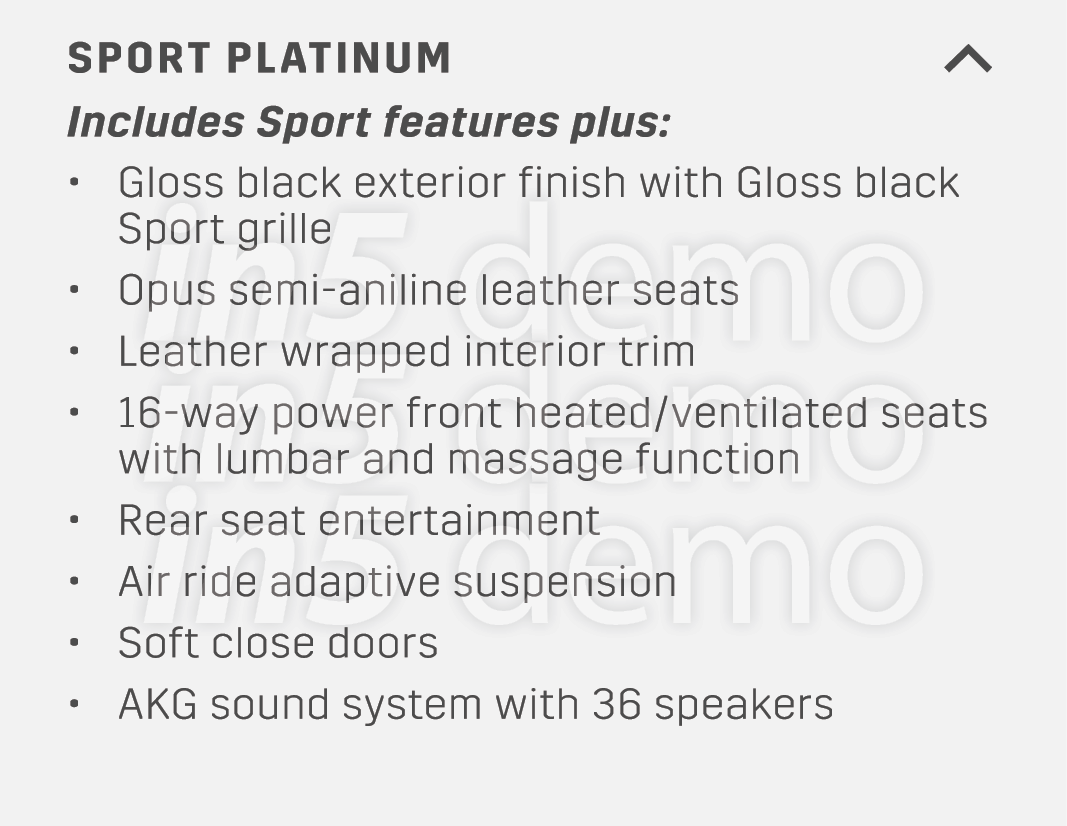 SPORT PLATINUM
Includes Sport features plus:
• Gloss black exterior finish with Gloss black
Sport grille
• Opus semi-aniline leather seats
• Leather wrapped interior trim
• 16-way power front heated/ventilated seats
with lumbar and massage function
• Rear seat entertainment
• Air ride adaptive suspension
• Soft close doors
• AKG sound system with 36 speakers
in5 demo
in5 demo
in5 demo